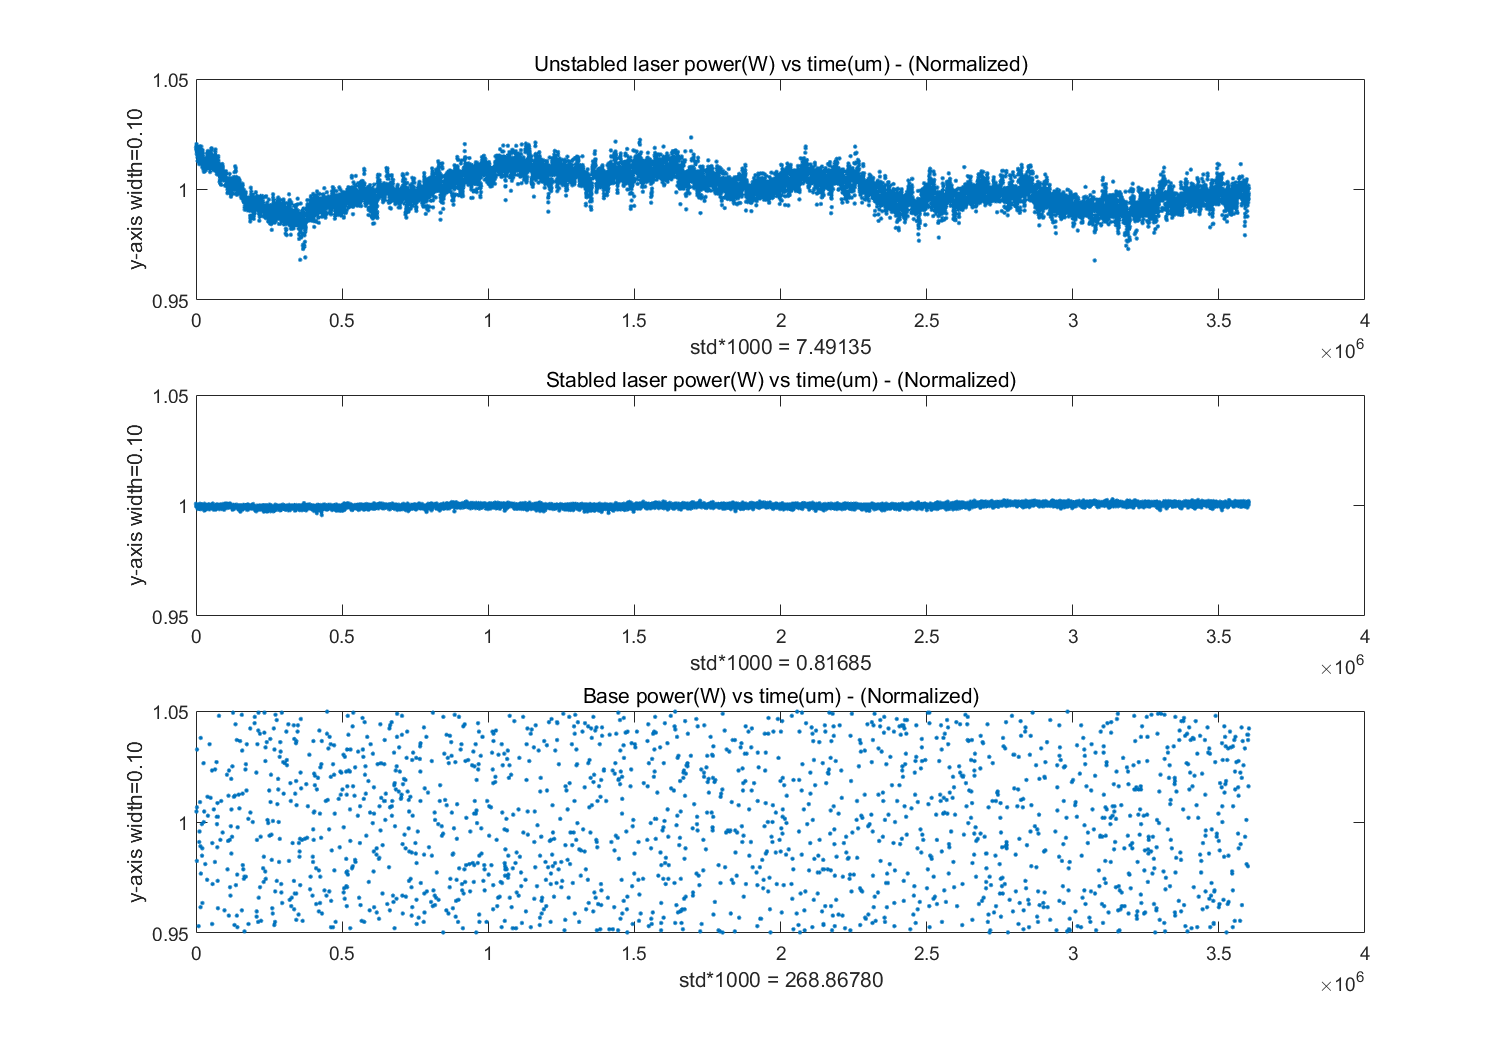 Unstabled laser power(W) vs time(um) - (Normalized)
y-axis width=0.10
1.05
1
0.95
0 0.5 1 1.5 2 2.5 3 3.5 4
×10^6
std*1000 = 7.49135
Stabled laser power(W) vs time(um) - (Normalized)
y-axis width=0.10
1.05
1
0.95
0 0.5 1 1.5 2 2.5 3 3.5 4
×10^6
std*1000 = 0.81685
Base power(W) vs time(um) - (Normalized)
y-axis width=0.10
1.05
1
0.95
0 0.5 1 1.5 2 2.5 3 3.5 4
×10^6
std*1000 = 268.86780